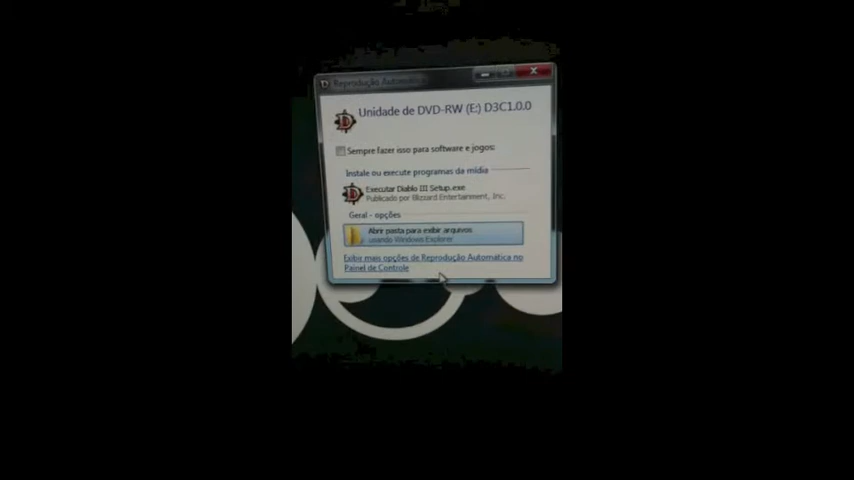 Reprodução Automática
Unidade de DVD-RW (E:) D3C1.0.0
Sempre fazer isso para software e jogos:
Instale ou execute programas da mídia
Executar Diablo III Setup.exe
Publicado por Blizzard Entertainment, Inc.
Geral - opções
Abrir pasta para exibir arquivos
usando Windows Explorer
Exibir mais opções de Reprodução Automática no
Painel de Controle